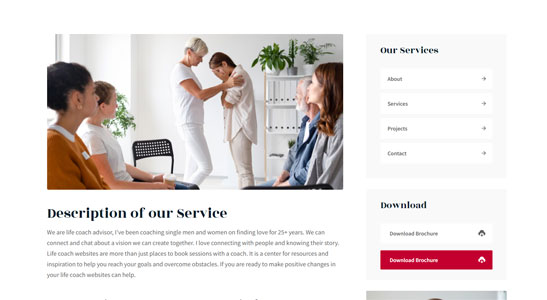 Our Services
About
Services
Projects
Contact
Description of our Service
We are life coach advisor, I've been coaching single men and women on finding love for 25+ years. We can
connect and chat about a vision we can create together. I love connecting with people and knowing their story.
Life coach websites are more than just places to book sessions with a coach. It is a center for resources and
inspiration to help you reach your goals and overcome obstacles. If you are ready to make positive changes in
your life coach websites can help.
Download
Download Brochure
Download Brochure